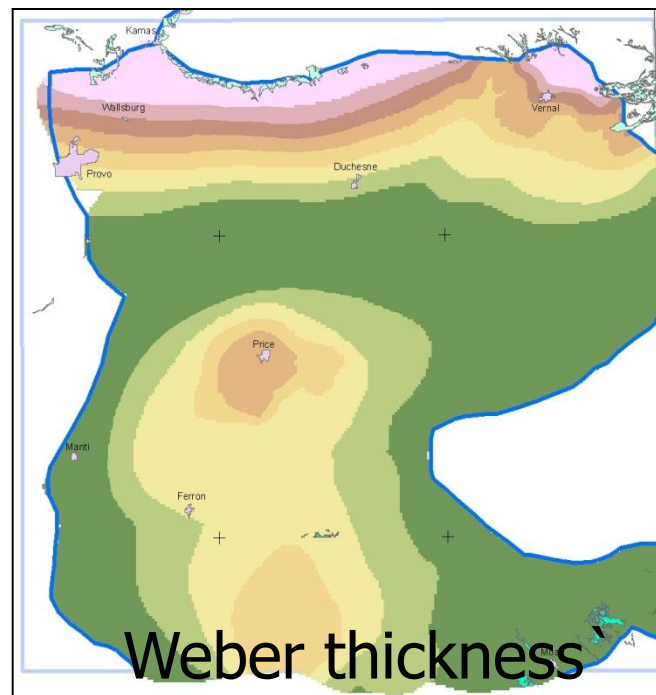 Kamas
Wallsburg
Vernal
Provo
Duchesne
Price
Manti
Ferron
Weber thickness`